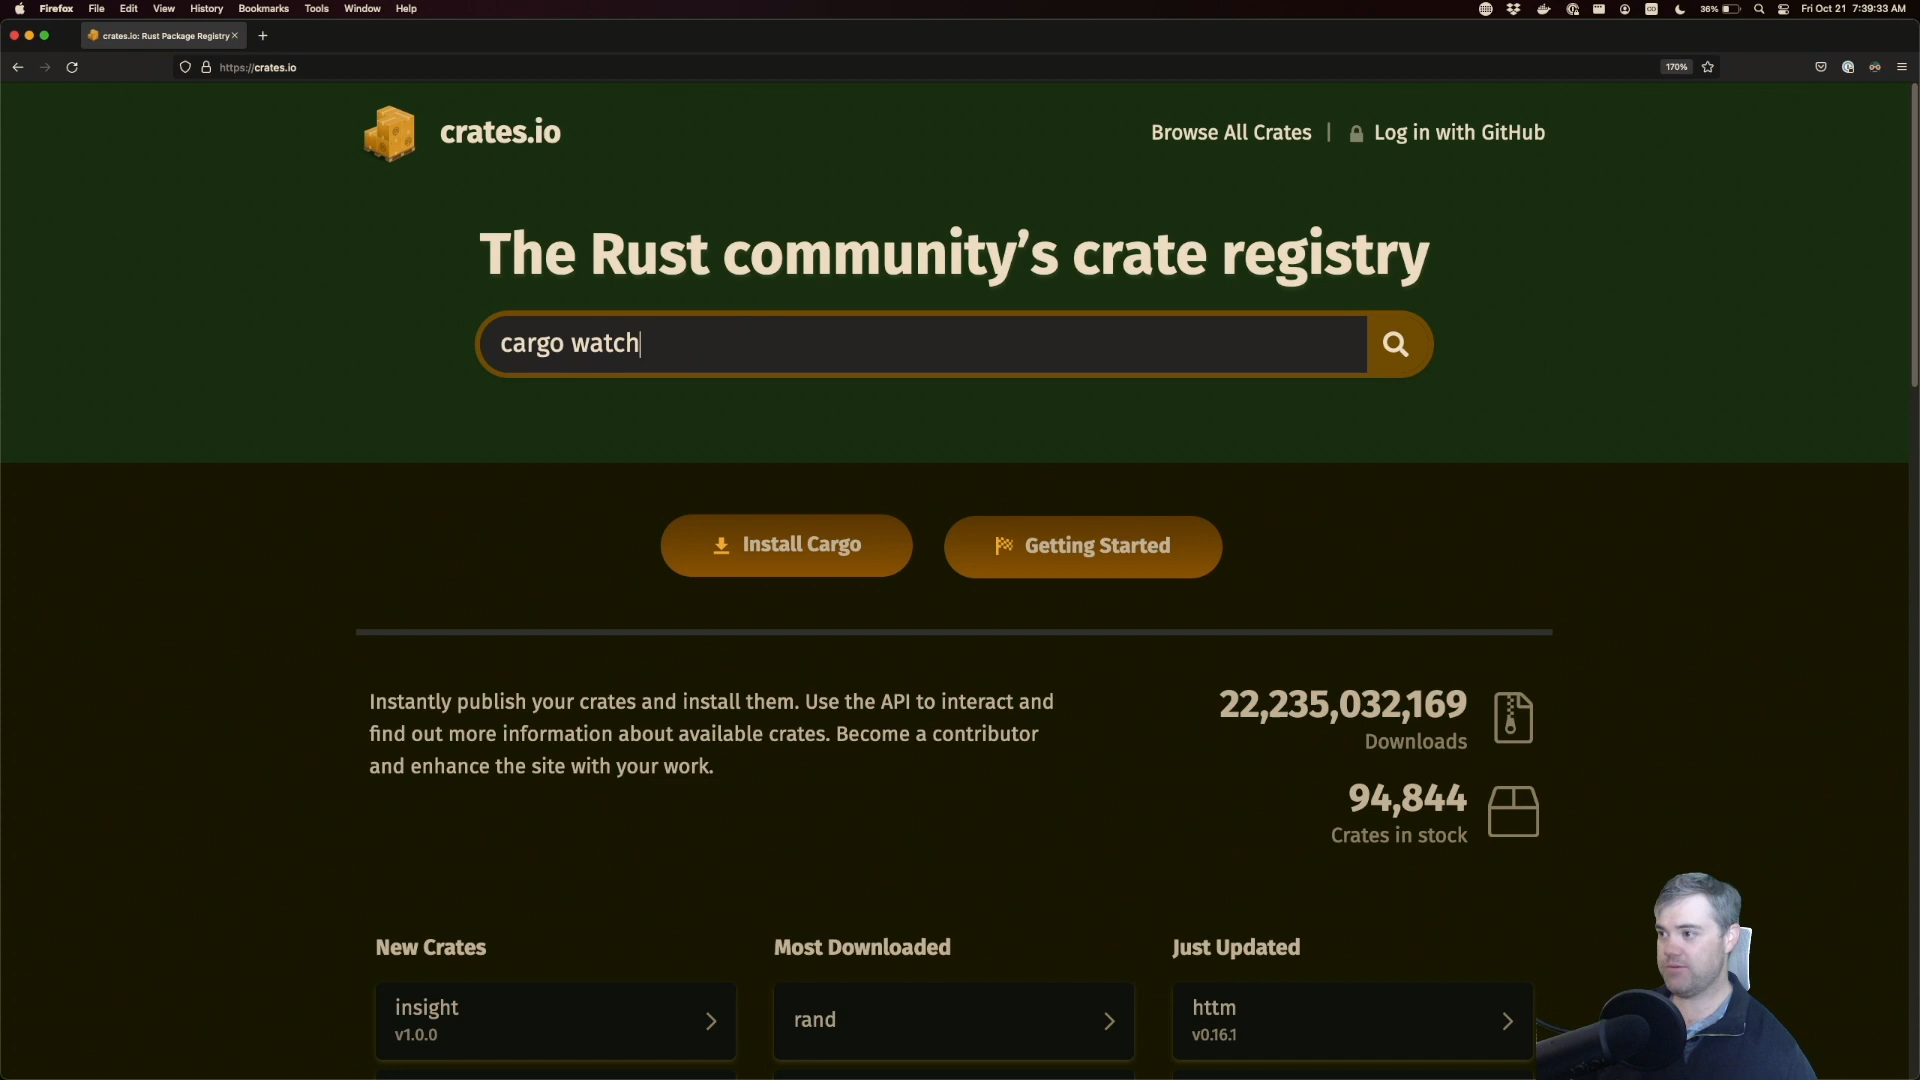 Firefox File Edit View History Bookmarks Tools Window Help
36% Fri Oct 21 7:39:33 AM
crates.io: Rust Package Registry
https://crates.io
170%
crates.io
Browse All Crates | Log in with GitHub
The Rust community's crate registry
cargo watch
Install Cargo
Getting Started
Instantly publish your crates and install them. Use the API to interact and
find out more information about available crates. Become a contributor
and enhance the site with your work.
22,235,032,169
Downloads
94,844
Crates in stock
New Crates
insight
v1.0.0
Most Downloaded
rand
Just Updated
httm
v0.16.1